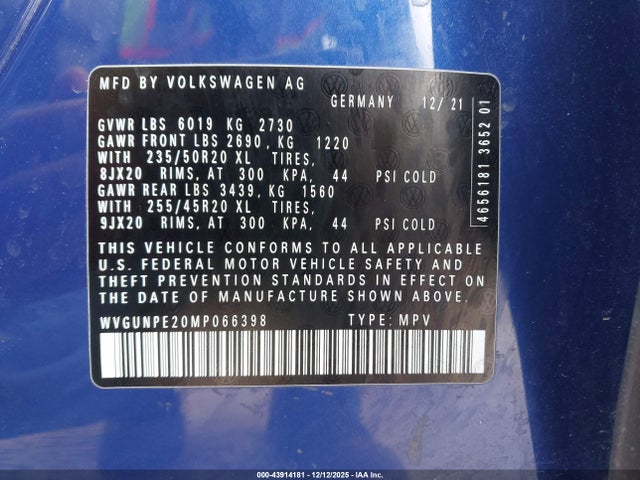 MFD BY VOLKSWAGEN AG
GERMANY 12/ 21
GVWR LBS 6019 KG 2730
GAWR FRONT LBS 2690, KG 1220
WITH 235/50R20 XL TIRES,
8JX20 RIMS, AT 300 KPA, 44 PSI COLD
GAWR REAR LBS 3439, KG 1560
WITH 255/45R20 XL TIRES,
9JX20 RIMS, AT 300 KPA, 44 PSI COLD
THIS VEHICLE CONFORMS TO ALL APPLICABLE
U.S. FEDERAL MOTOR VEHICLE SAFETY AND
THEFT PREVENTION STANDARDS IN EFFECT
ON THE DATE OF MANUFACTURE SHOWN ABOVE.
WVGUNPE20MP066398 TYPE: MPV
4656181 3652 01
000-43914181 - 12/12/2025 - IAA Inc.